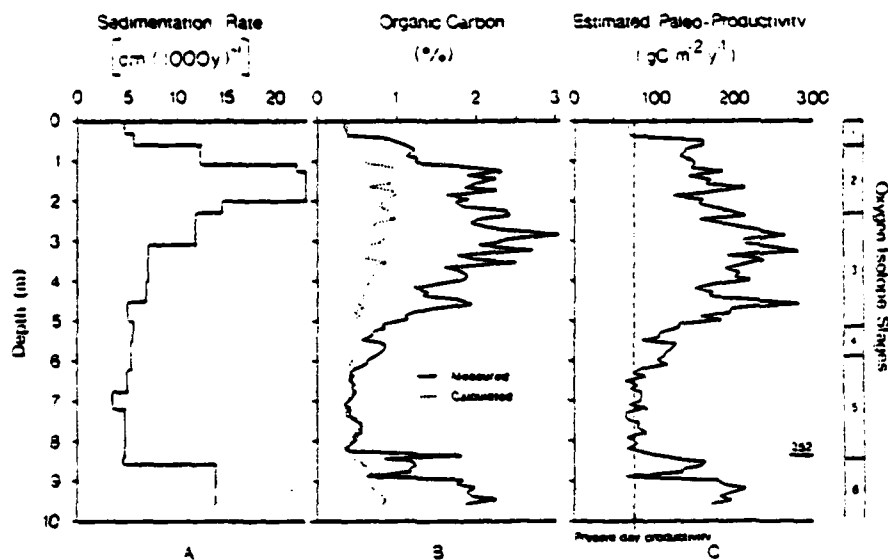 Sedimentation Rate
[cm (1000y)⁻¹]
0 5 10 15 20
Organic Carbon
(%)
0 1 2 3
Estimated Paleo-Productivity
(gC m⁻² y⁻¹)
100 200 300
Depth (m)
0
1
2
3
4
5
6
7
8
9
10
Measured
Calculated
352
Present day productivity
Oxygen Isotope Stages
1
2
3
4
5
6
A
B
C